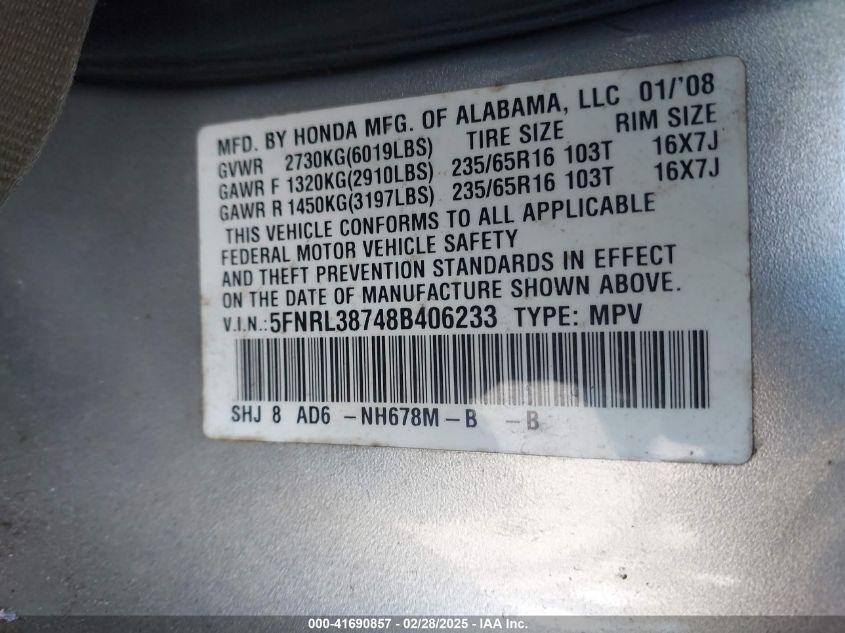 MFD. BY HONDA MFG. OF ALABAMA, LLC 01/'08
GVWR 2730KG(6019LBS) TIRE SIZE RIM SIZE
GAWR F 1320KG(2910LBS) 235/65R16 103T 16X7J
GAWR R 1450KG(3197LBS) 235/65R16 103T 16X7J
THIS VEHICLE CONFORMS TO ALL APPLICABLE
FEDERAL MOTOR VEHICLE SAFETY
AND THEFT PREVENTION STANDARDS IN EFFECT
ON THE DATE OF MANUFACTURE SHOWN ABOVE.
V.I.N.:5FNRL38748B406233 TYPE: MPV
SHJ 8 AD6 -NH678M-B -B
000-41690857 - 02/28/2025 - IAA Inc.